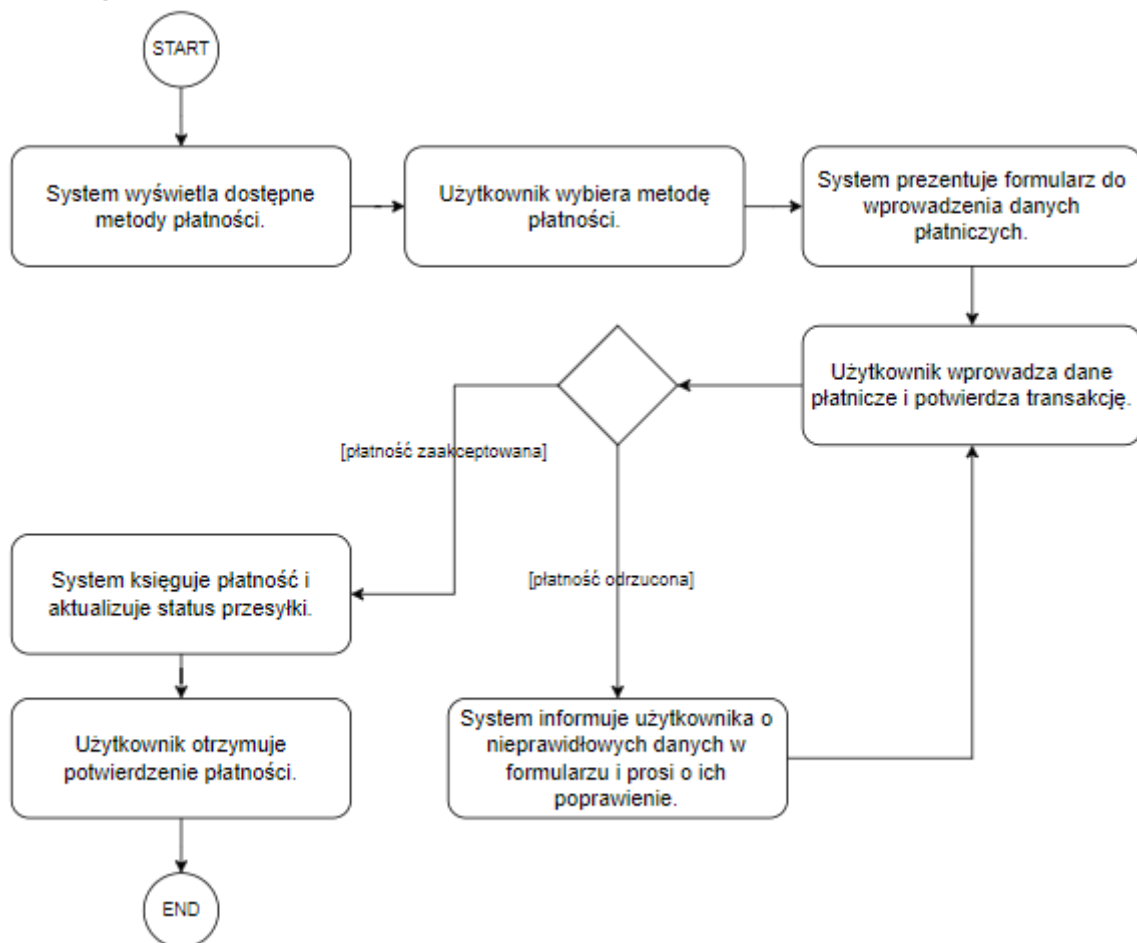 START
System wyświetla dostępne
metody płatności.
Użytkownik wybiera metodę
płatności.
System prezentuje formularz do
wprowadzenia danych
płatniczych.
Użytkownik wprowadza dane
płatnicze i potwierdza transakcję.
[płatność zaakceptowana]
[płatność odrzucona]
System księguje płatność i
aktualizuje status przesyłki.
System informuje użytkownika o
nieprawidłowych danych w
formularzu i prosi o ich
poprawienie.
Użytkownik otrzymuje
potwierdzenie płatności.
END